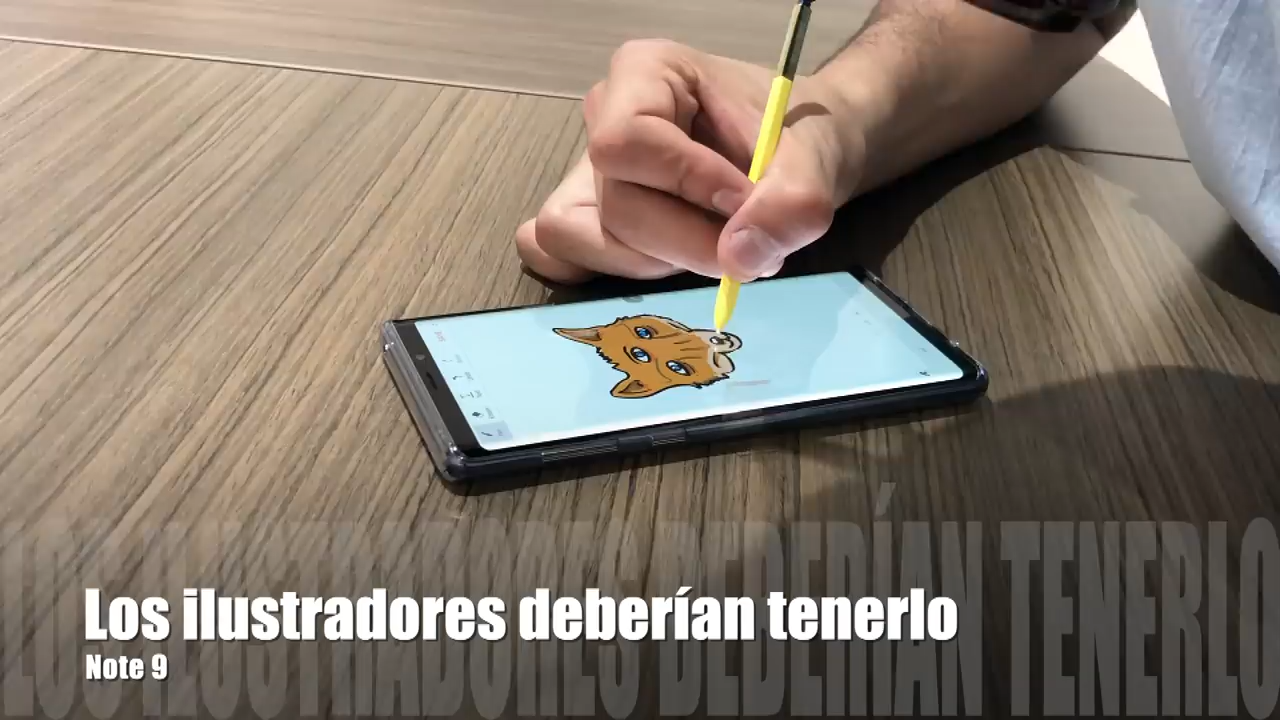 LOS ILUSTRADORES DEBERÍAN TENERLO
Los ilustradores deberían tenerlo
Note 9